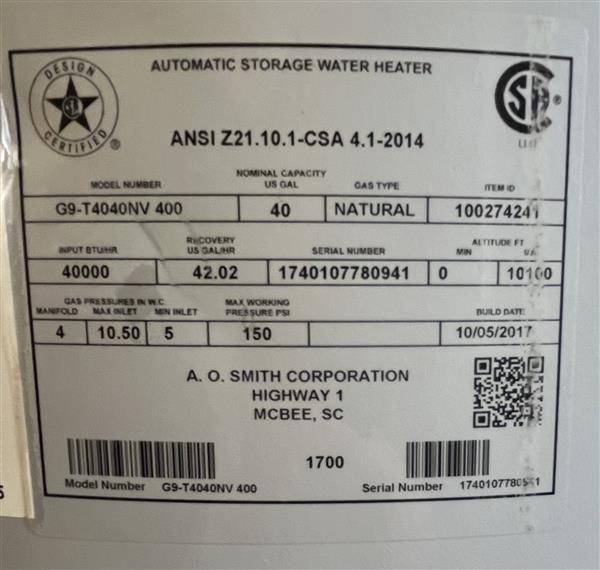 DESIGN CERTIFIED ®
AUTOMATIC STORAGE WATER HEATER
ANSI Z21.10.1-CSA 4.1-2014
MODEL NUMBER NOMINAL CAPACITY US GAL GAS TYPE ITEM ID
G9-T4040NV 400 40 NATURAL 100274241
INPUT BTU/HR RECOVERY US GAL/HR SERIAL NUMBER ALTITUDE FT MIN
40000 42.02 1740107780941 0 10100
GAS PRESSURES IN W.C. MANIFOLD MAX INLET MIN INLET MAX WORKING PRESSURE PSI BUILD DATE
4 10.50 5 150 10/05/2017
A. O. SMITH CORPORATION
HIGHWAY 1
MCBEE, SC
1700
Model Number G9-T4040NV 400 Serial Number 1740107780941